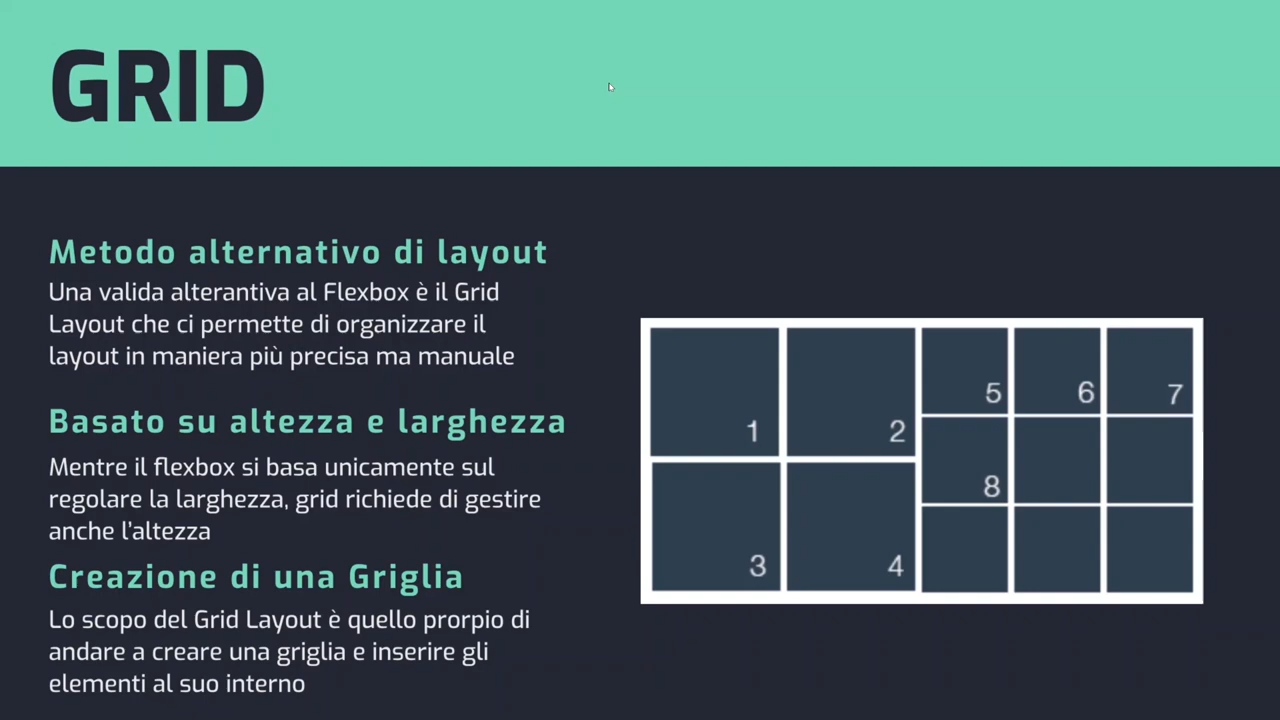 GRID
Metodo alternativo di layout
Una valida alterantiva al Flexbox è il Grid
Layout che ci permette di organizzare il
layout in maniera più precisa ma manuale
Basato su altezza e larghezza
Mentre il flexbox si basa unicamente sul
regolare la larghezza, grid richiede di gestire
anche l'altezza
Creazione di una Griglia
Lo scopo del Grid Layout è quello prorpio di
andare a creare una griglia e inserire gli
elementi al suo interno
1
2
3
4
5
6
7
8